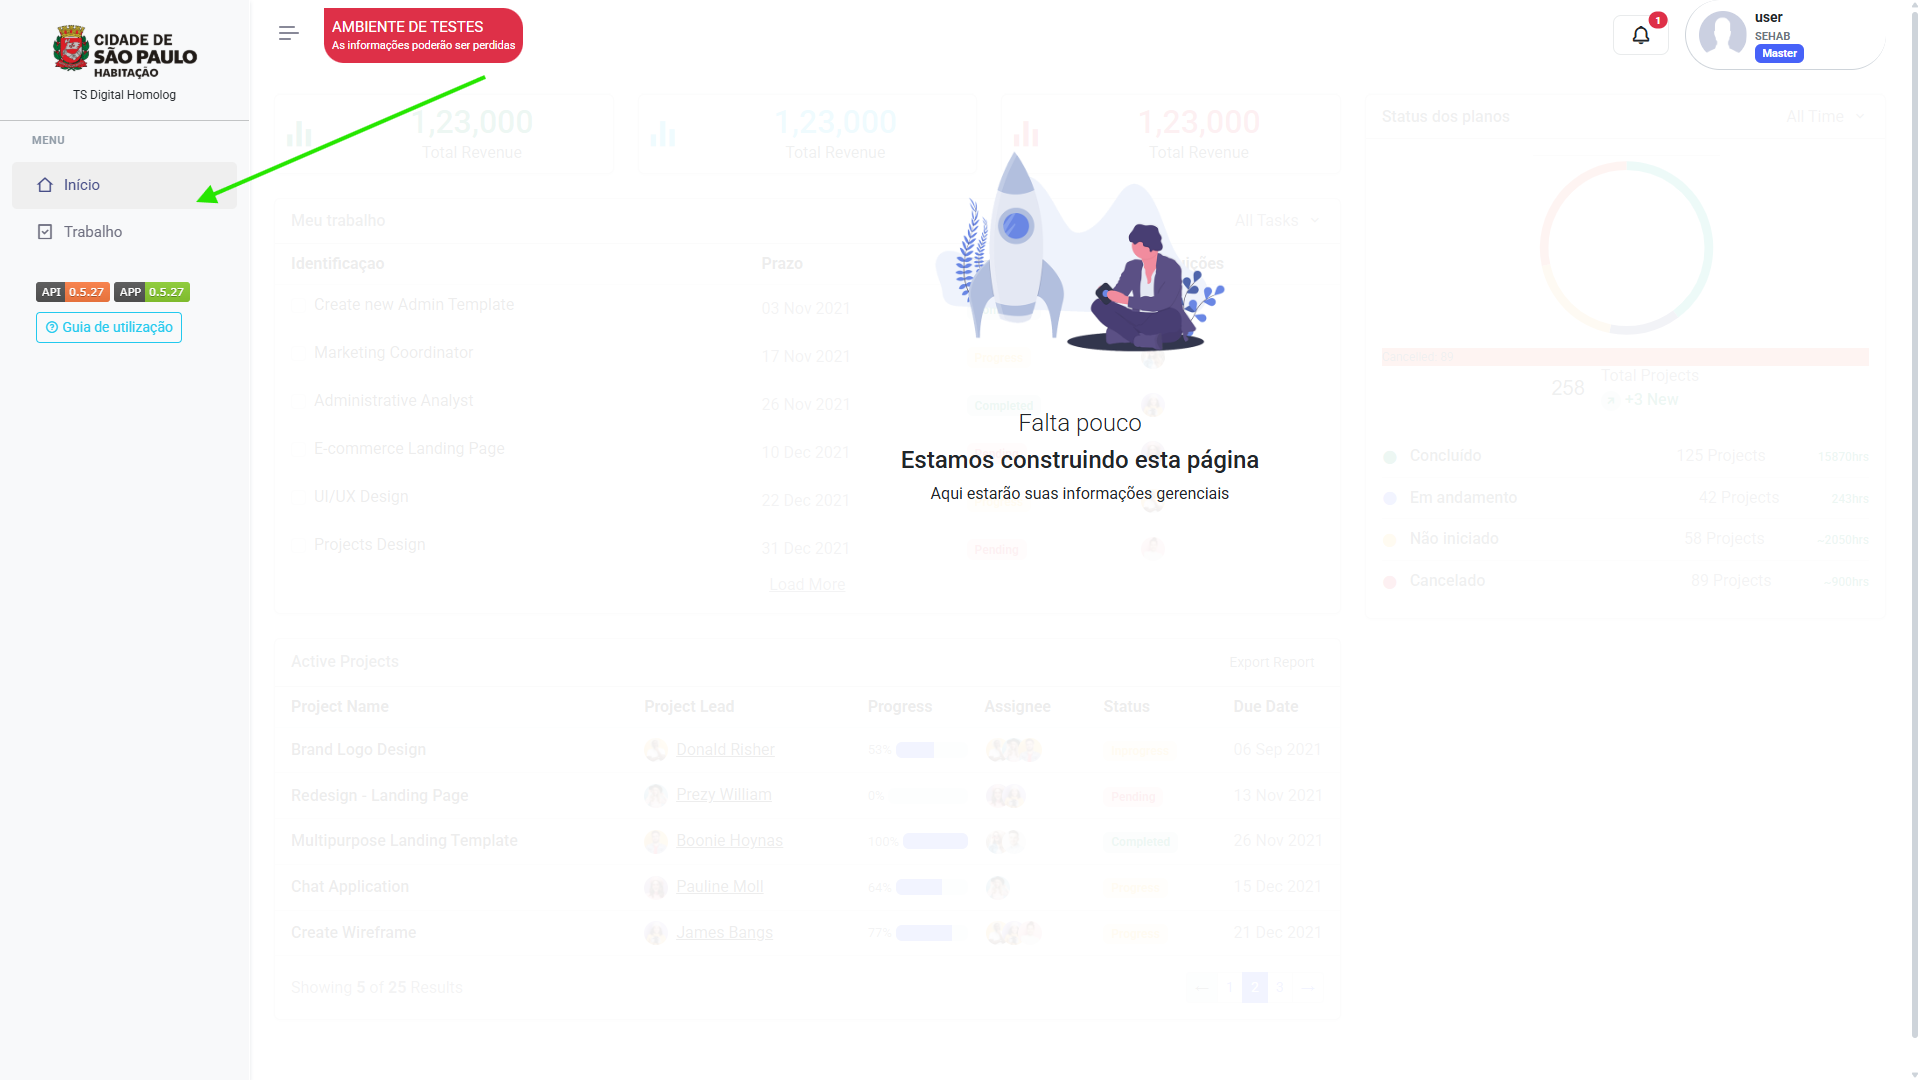 CIDADE DE
SÃO PAULO
HABITAÇÃO
TS Digital Homolog
MENU
Início
Trabalho
API 0.5.27 APP 0.5.27
Guia de utilização
AMBIENTE DE TESTES
As informações poderão ser perdidas
1
user
SEHAB
Master
1,23,000
Total Revenue
1,23,000
Total Revenue
1,23,000
Total Revenue
Meu trabalho All Tasks
Identificaçao Prazo
Create new Admin Template 03 Nov 2021
Marketing Coordinator 17 Nov 2021
Administrative Analyst 26 Nov 2021 Completed
E-commerce Landing Page 10 Dec 2021
UI/UX Design 22 Dec 2021
Projects Design 31 Dec 2021 Pending
Load More
Falta pouco
Estamos construindo esta página
Aqui estarão suas informações gerenciais
Status dos planos All Time
Cancelled: 89
258 Total Projects
+3 New
Concluído 125 Projects 15870hrs
Em andamento 42 Projects 243hrs
Não iniciado 58 Projects ~2050hrs
Cancelado 89 Projects ~900hrs
Active Projects Export Report
Project Name Project Lead Progress Assignee Status Due Date
Brand Logo Design Donald Risher 53% 06 Sep 2021
Redesign - Landing Page Prezy William 0% Pending 13 Nov 2021
Multipurpose Landing Template Boonie Hoynas 100% Completed 26 Nov 2021
Chat Application Pauline Moll 64% 15 Dec 2021
Create Wireframe James Bangs 77% 21 Dec 2021
Showing 5 of 25 Results
← 1 2 3 →